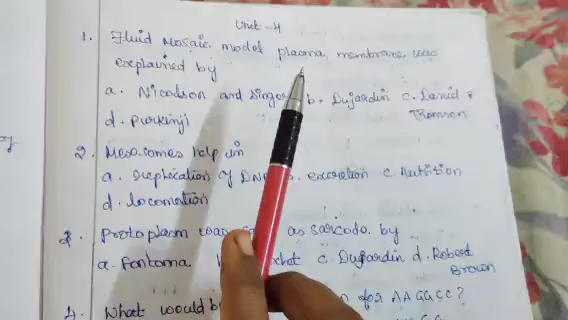 Unit - 4
1. Fluid Mosaic model plasma membrane was
explained by
a. Nicodson and Singer b. Dujardin c. Daniel &
d. Purkinji Thomson
2. Mesosomes help in
a. replication of DNA b. excretion c. Nutrition
d. locomotion
3. Protoplasm was as sarcode by
a. Fontoma c. Dujardin d. Robert
Brown
4. What would b for AAGGCC?